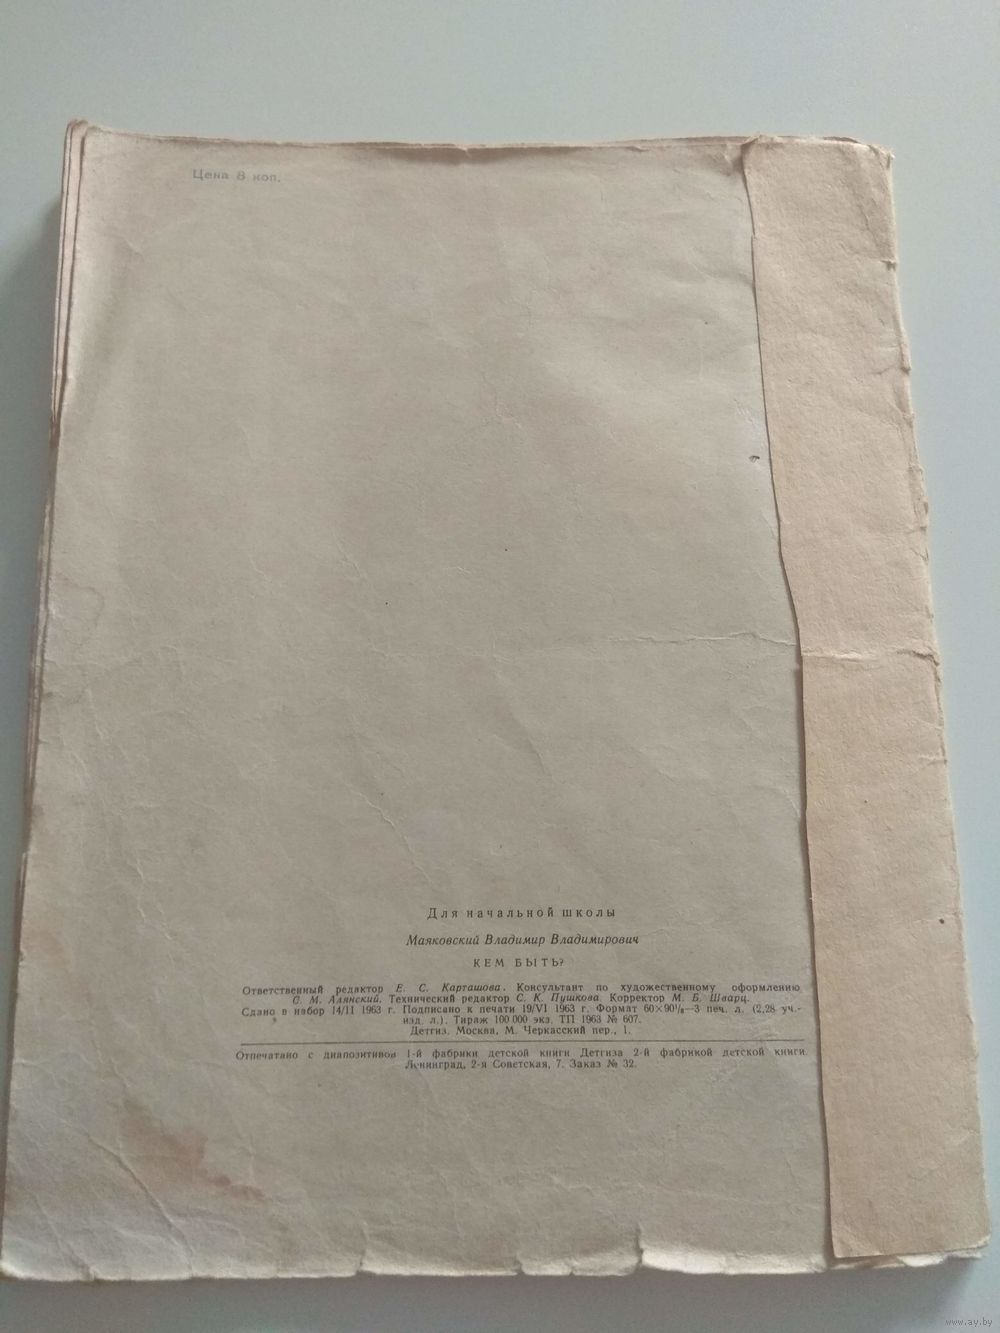 Цена 8 коп.
Для начальной школы
Маяковский Владимир Владимирович
КЕМ БЫТЬ?
Ответственный редактор Е. С. Карташова. Консультант по художественному оформлению
С. М. Алянский. Технический редактор С. К. Пушкова. Корректор М. Б. Шварц.
Сдано в набор 14/II 1963 г. Подписано к печати 19/VI 1963 г. Формат 60×90¹/₈—3 печ. л. (2,28 уч.-
изд. л.). Тираж 100 000 экз. ТП 1963 № 607.
Детгиз. Москва, М. Черкасский пер., 1.
Отпечатано с диапозитивов 1-й фабрики детской книги Детгиза 2-й фабрикой детской книги.
Ленинград, 2-я Советская, 7. Заказ № 32.
www.ay.by